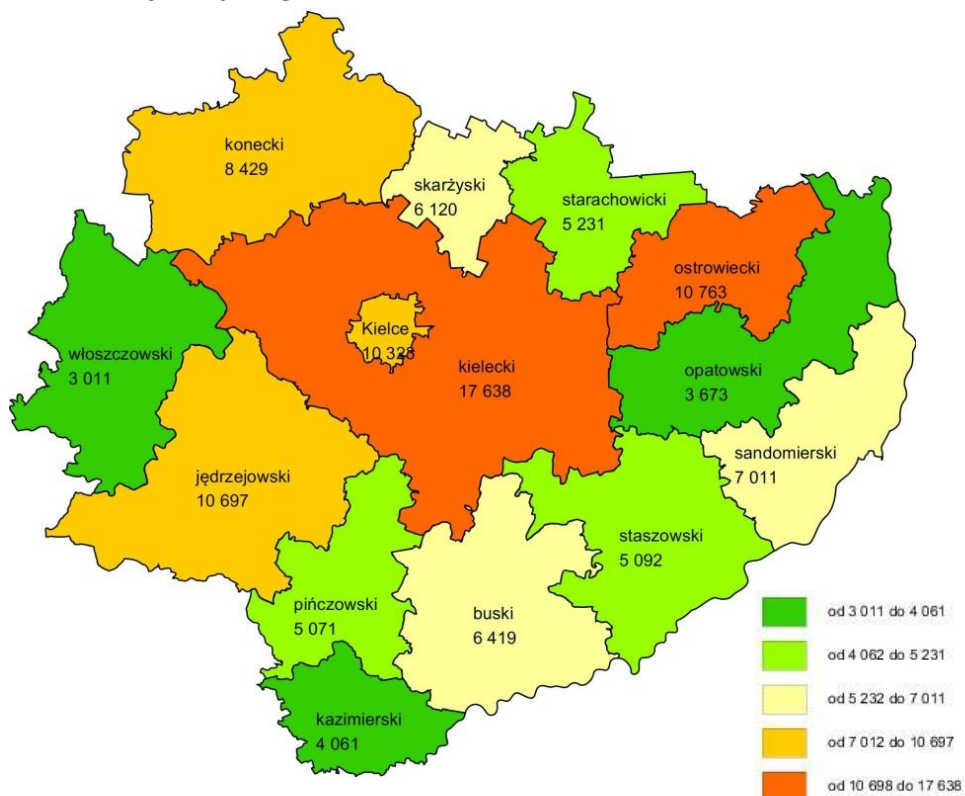 konecki
8 429
skarżyski
6 120
starachowicki
5 231
ostrowiecki
10 763
Kielce
10 325
włoszczowski
3 011
kielecki
17 638
opatowski
3 673
sandomierski
7 011
jędrzejowski
10 697
staszowski
5 092
pińczowski
5 071
buski
6 419
kazimierski
4 061
od 3 011 do 4 061
od 4 062 do 5 231
od 5 232 do 7 011
od 7 012 do 10 697
od 10 698 do 17 638